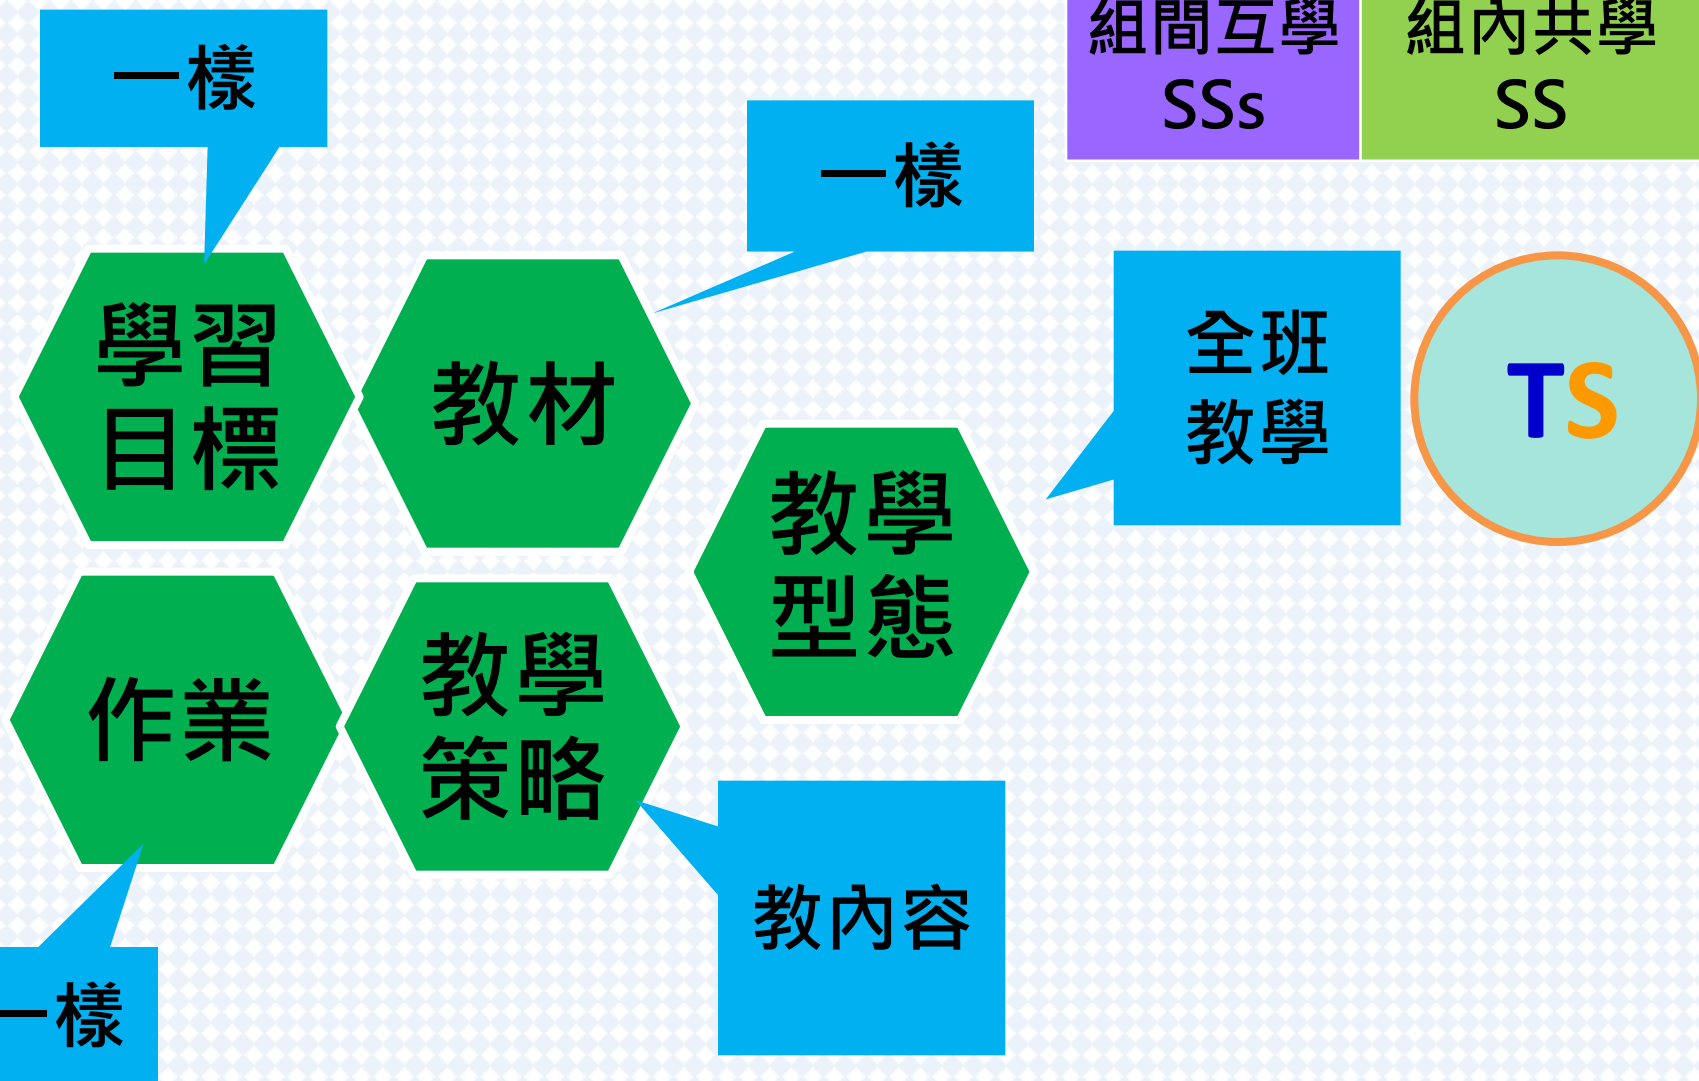 一樣
組間互學
SSs
組內共學
SS
一樣
學習
目標
教材
全班
教學
TS
教學
型態
作業
教學
策略
教內容
一樣